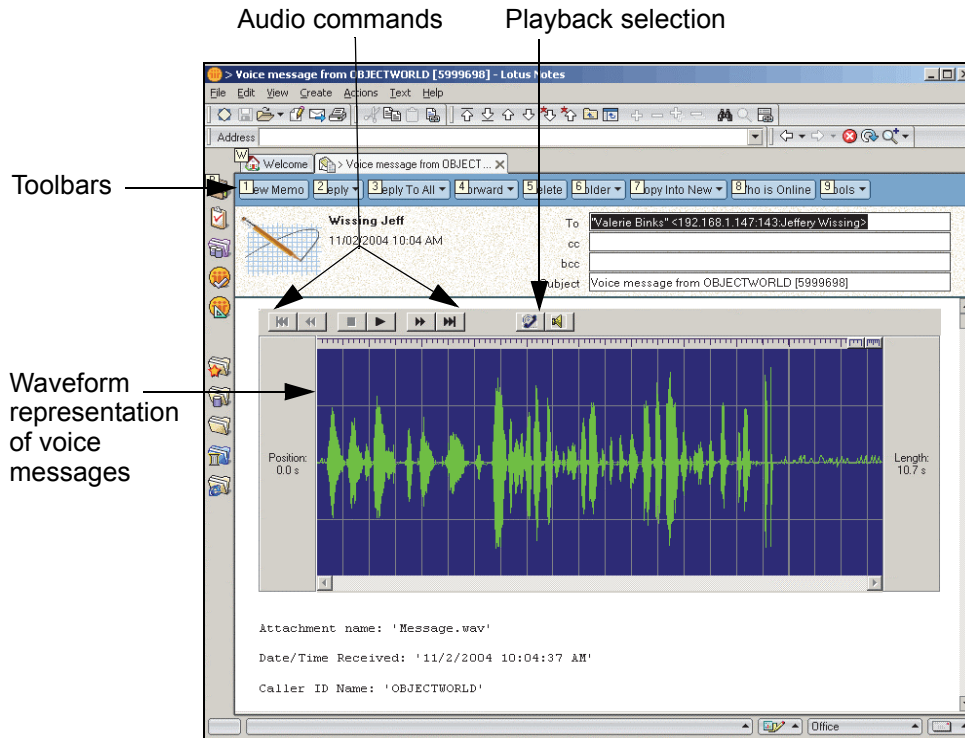 Audio commands Playback selection
> Voice message from OBJECTWORLD [5999698] - Lotus Notes
File Edit View Create Actions Text Help
Address
W
Welcome > Voice message from OBJECT...
Toolbars
1 ew Memo 2 eply 3 eply To All 4 orward 5 elete 6 older 7 opy Into New 8 ho is Online 9 ools
Wissing Jeff
11/02/2004 10:04 AM
To "Valerie Binks" <192.168.1.147:143:Jeffery Wissing>
cc
bcc
Subject Voice message from OBJECTWORLD [5999698]
Waveform
representation
of voice
messages
Position:
0.0 s
Length:
10.7 s
Attachment name: 'Message.wav'
Date/Time Received: '11/2/2004 10:04:37 AM'
Caller ID Name: 'OBJECTWORLD'
Office